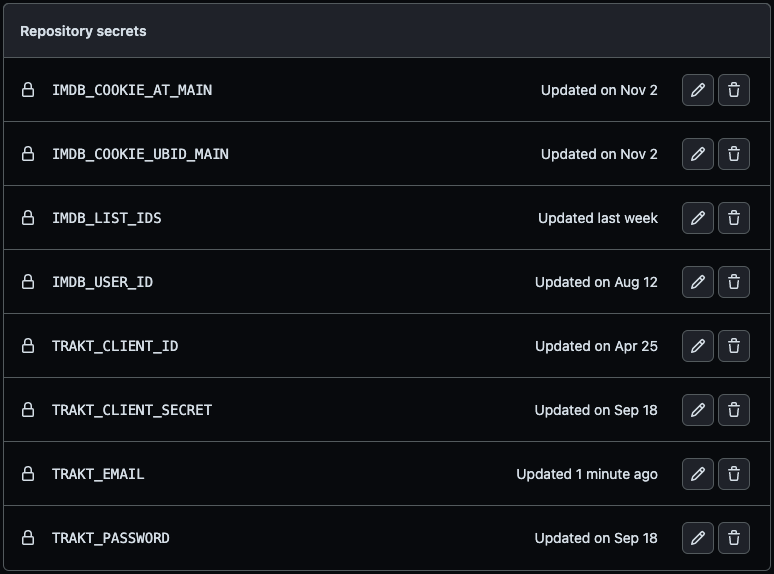 Repository secrets
IMDB_COOKIE_AT_MAIN Updated on Nov 2
IMDB_COOKIE_UBID_MAIN Updated on Nov 2
IMDB_LIST_IDS Updated last week
IMDB_USER_ID Updated on Aug 12
TRAKT_CLIENT_ID Updated on Apr 25
TRAKT_CLIENT_SECRET Updated on Sep 18
TRAKT_EMAIL Updated 1 minute ago
TRAKT_PASSWORD Updated on Sep 18